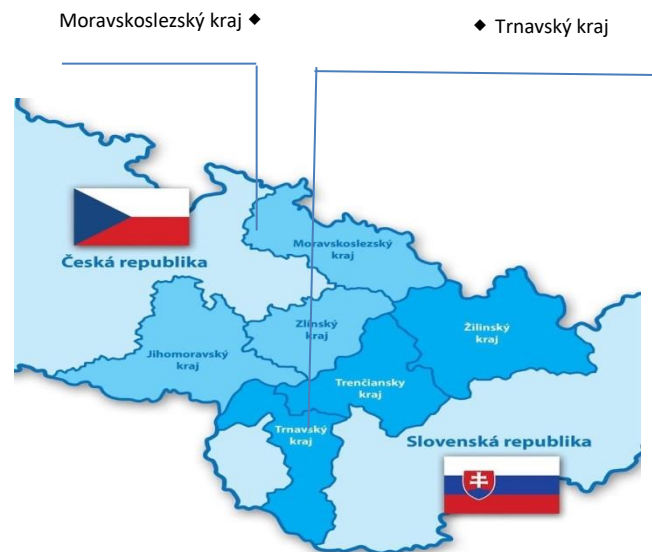 Moravskoslezský kraj ◆
◆ Trnavský kraj
Moravskoslezský
kraj
Česká republika
Zlínský
kraj
Žilinský
kraj
Jihomoravský
kraj
Trenčiansky
kraj
Trnavský
kraj
Slovenská republika